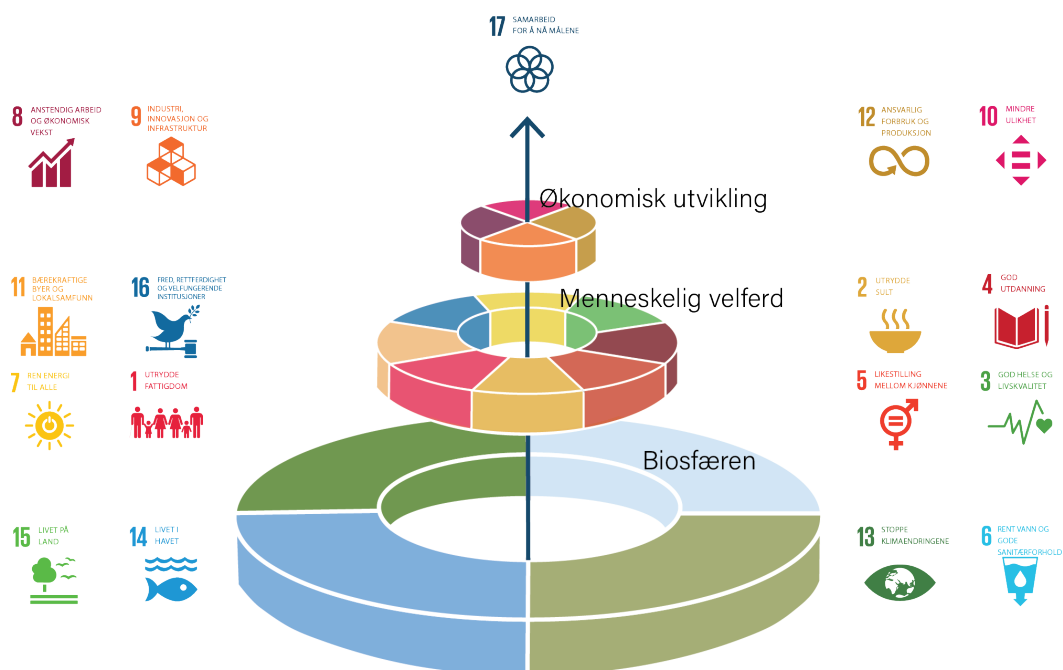 17 SAMARBEID
FOR Å NÅ MÅLENE
8 ANSTENDIG ARBEID
OG ØKONOMISK
VEKST
9 INDUSTRI,
INNOVASJON OG
INFRASTRUKTUR
12 ANSVARLIG
FORBRUK OG
PRODUKSJON
10 MINDRE
ULIKHET
Økonomisk utvikling
11 BÆREKRAFTIGE
BYER OG
LOKALSAMFUNN
16 FRED, RETTFERDIGHET
OG VELFUNGERENDE
INSTITUSJONER
2 UTRYDDE
SULT
4 GOD
UTDANNING
Menneskelig velferd
7 REN ENERGI
TIL ALLE
1 UTRYDDE
FATTIGDOM
5 LIKESTILLING
MELLOM KJØNNENE
3 GOD HELSE OG
LIVSKVALITET
Biosfæren
15 LIVET PÅ
LAND
14 LIVET I
HAVET
13 STOPPE
KLIMAENDRINGENE
6 RENT VANN OG
GODE
SANITÆRFORHOLD